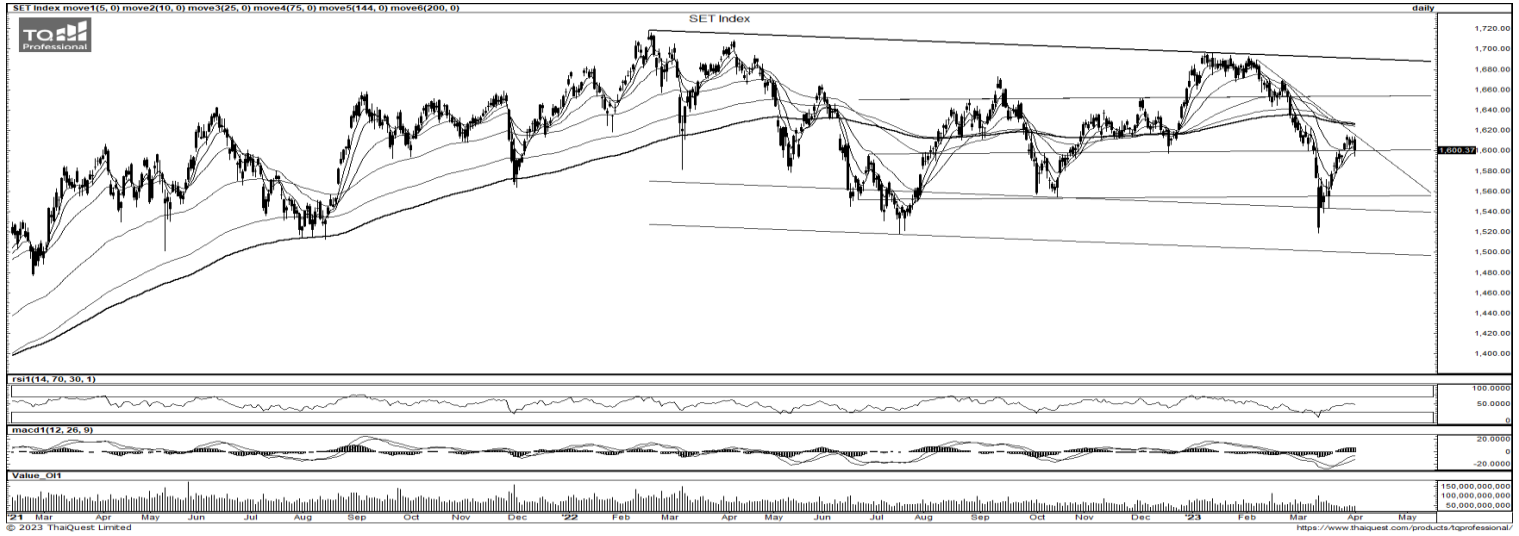 SET Index move1(5, 0) move2(10, 0) move3(25, 0) move4(75, 0) move5(144, 0) move6(200, 0)
daily
SET Index
TQ
Professional
1,720.00
1,700.00
1,680.00
1,660.00
1,640.00
1,620.00
1,600.37
1,600.00
1,580.00
1,560.00
1,540.00
1,520.00
1,500.00
1,480.00
1,460.00
1,440.00
1,420.00
1,400.00
rsi1(14, 70, 30, 1)
100.0000
50.0000
0
macd1(12, 26, 9)
20.0000
0
-20.0000
Value_OI1
150,000,000,000
100,000,000,000
50,000,000,000
'21 Mar Apr May Jun Jul Aug Sep Oct Nov Dec '22 Feb Mar Apr May Jun Jul Aug Sep Oct Nov Dec '23 Feb Mar Apr May
© 2023 ThaiQuest Limited
https://www.thaiquest.com/products/tqprofessional/